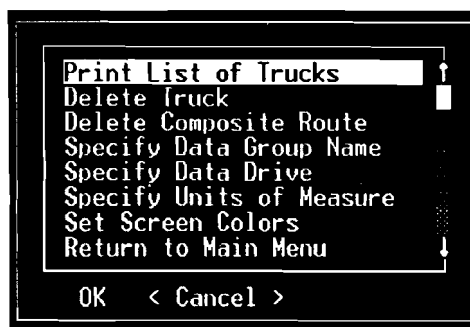 Print List of Trucks
Delete Truck
Delete Composite Route
Specify Data Group Name
Specify Data Drive
Specify Units of Measure
Set Screen Colors
Return to Main Menu
OK < Cancel >